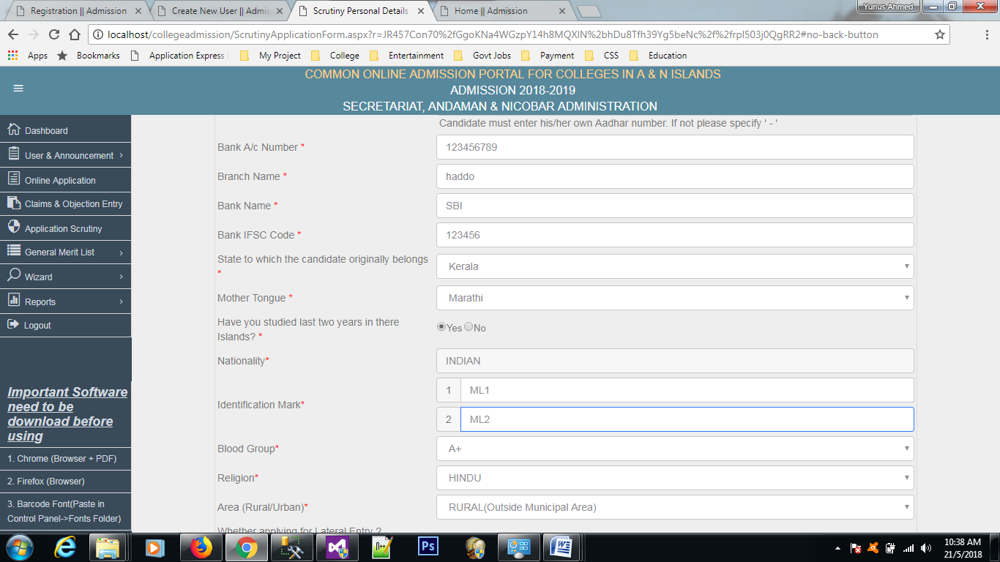 Registration || Admission
Create New User || Admis
Scrutiny Personal Details
Home || Admission
Yunus Ahmed
localhost/collegeadmission/ScrutinyApplicationForm.aspx?r=JR457Con70%2fGgoKNa4WGzpY14h8MQXlN%2bhDu8Tfh39Yg5beNc%2f%2frpI503j0QgRR2#no-back-button
Apps
Bookmarks
Application Express
My Project
College
Entertainment
Govt Jobs
Payment
CSS
Education
COMMON ONLINE ADMISSION PORTAL FOR COLLEGES IN A & N ISLANDS
ADMISSION 2018-2019
SECRETARIAT, ANDAMAN & NICOBAR ADMINISTRATION
Dashboard
User & Announcement
Online Application
Claims & Objection Entry
Application Scrutiny
General Merit List
Wizard
Reports
Logout
Important Software
need to be
download before
using
1. Chrome (Browser + PDF)
2. Firefox (Browser)
3. Barcode Font(Paste in
Control Panel->Fonts Folder)
Candidate must enter his/her own Aadhar number. If not please specify ' - '
Bank A/c Number *
123456789
Branch Name *
haddo
Bank Name *
SBI
Bank IFSC Code *
123456
State to which the candidate originally belongs
*
Kerala
Mother Tongue *
Marathi
Have you studied last two years in there
Islands? *
Yes No
Nationality*
INDIAN
Identification Mark*
1 ML1
2 ML2
Blood Group*
A+
Religion*
HINDU
Area (Rural/Urban)*
RURAL(Outside Municipal Area)
Whether applying for Lateral Entry ?
N++
Ps
W
10:38 AM
21/5/2018